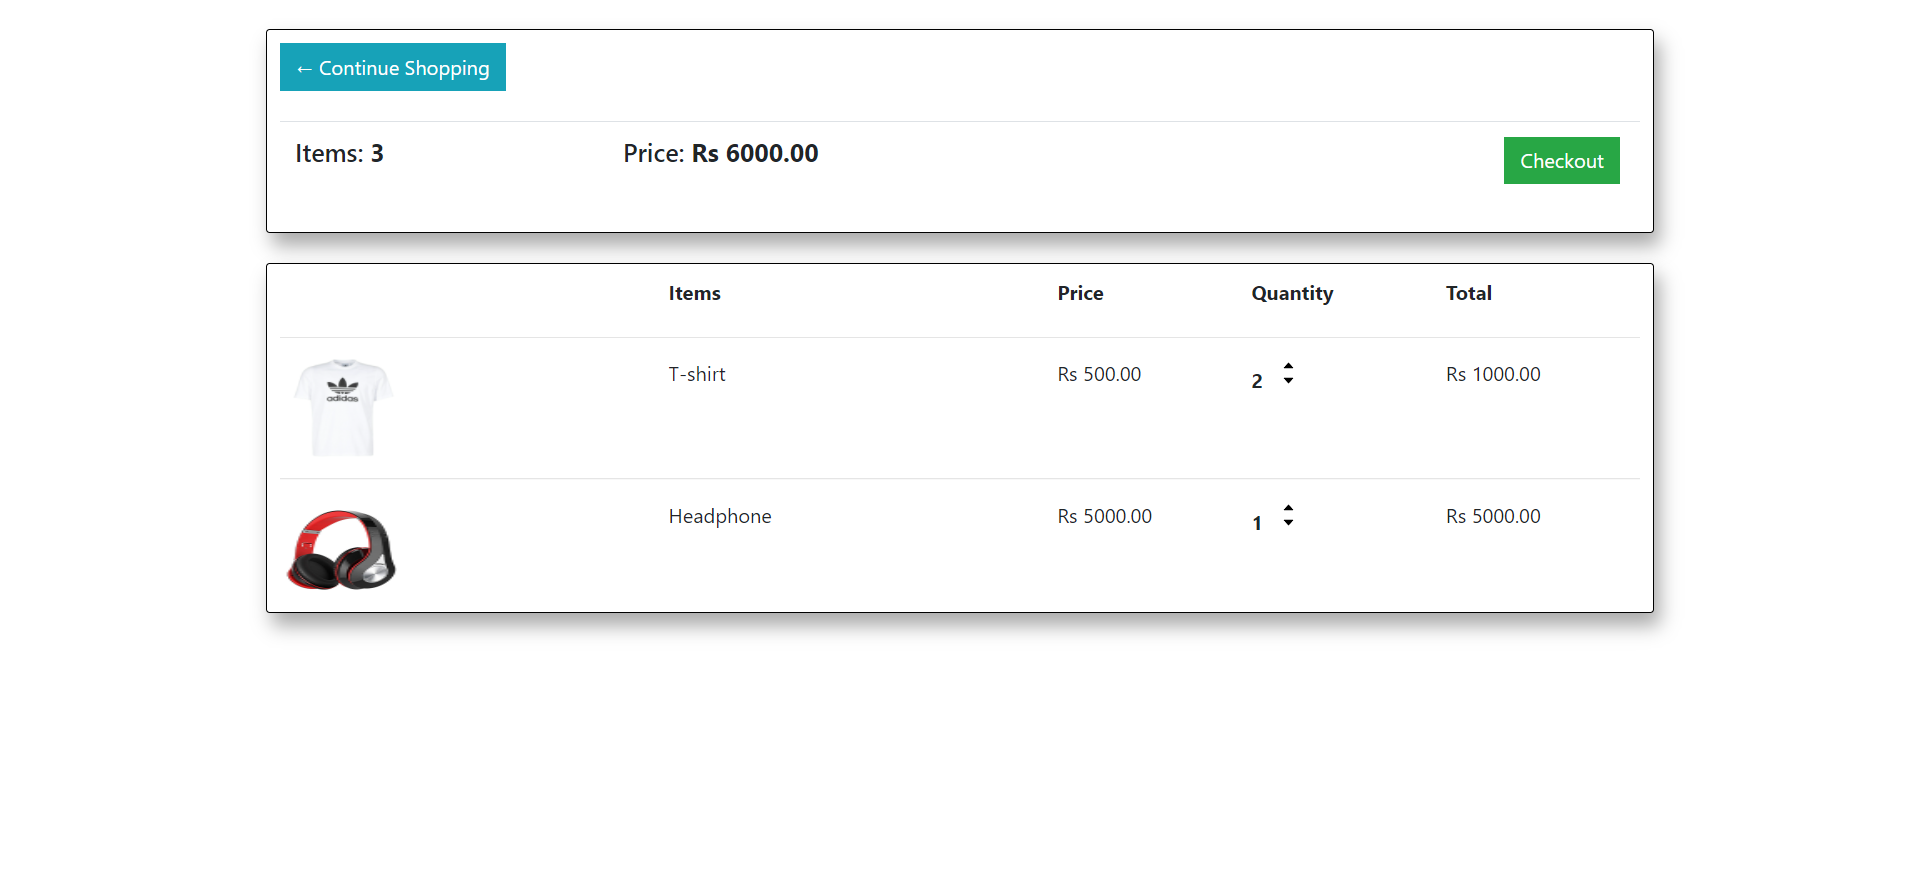 ← Continue Shopping
Items: 3 Price: Rs 6000.00 Checkout
Items Price Quantity Total
T-shirt Rs 500.00 2 Rs 1000.00
adidas
Headphone Rs 5000.00 1 Rs 5000.00